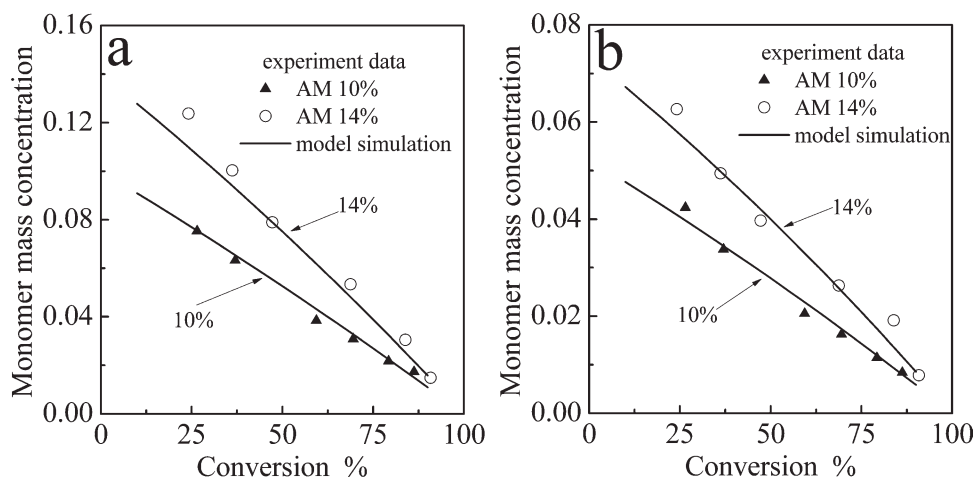 a
Monomer mass concentration
0.16
0.12
0.08
0.04
0.00
experiment data
AM 10%
AM 14%
model simulation
14%
10%
0 25 50 75 100
Conversion %
b
Monomer mass concentration
0.08
0.06
0.04
0.02
0.00
experiment data
AM 10%
AM 14%
model simulation
14%
10%
0 25 50 75 100
Conversion %